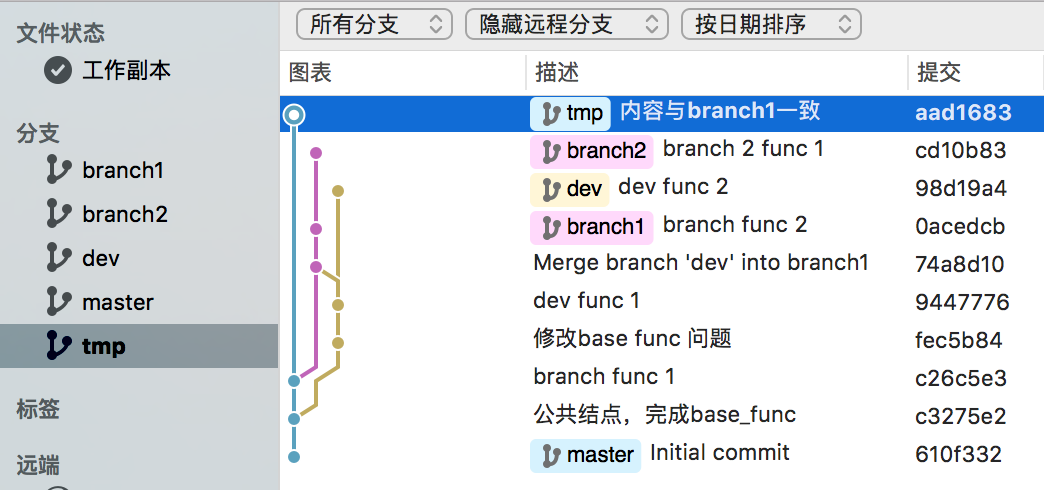 文件状态
工作副本
分支
branch1
branch2
dev
master
tmp
标签
远端
所有分支 隐藏远程分支 按日期排序
图表 描述 提交
tmp 内容与branch1一致 aad1683
branch2 branch 2 func 1 cd10b83
dev dev func 2 98d19a4
branch1 branch func 2 0acedcb
Merge branch 'dev' into branch1 74a8d10
dev func 1 9447776
修改base func 问题 fec5b84
branch func 1 c26c5e3
公共结点，完成base_func c3275e2
master Initial commit 610f332